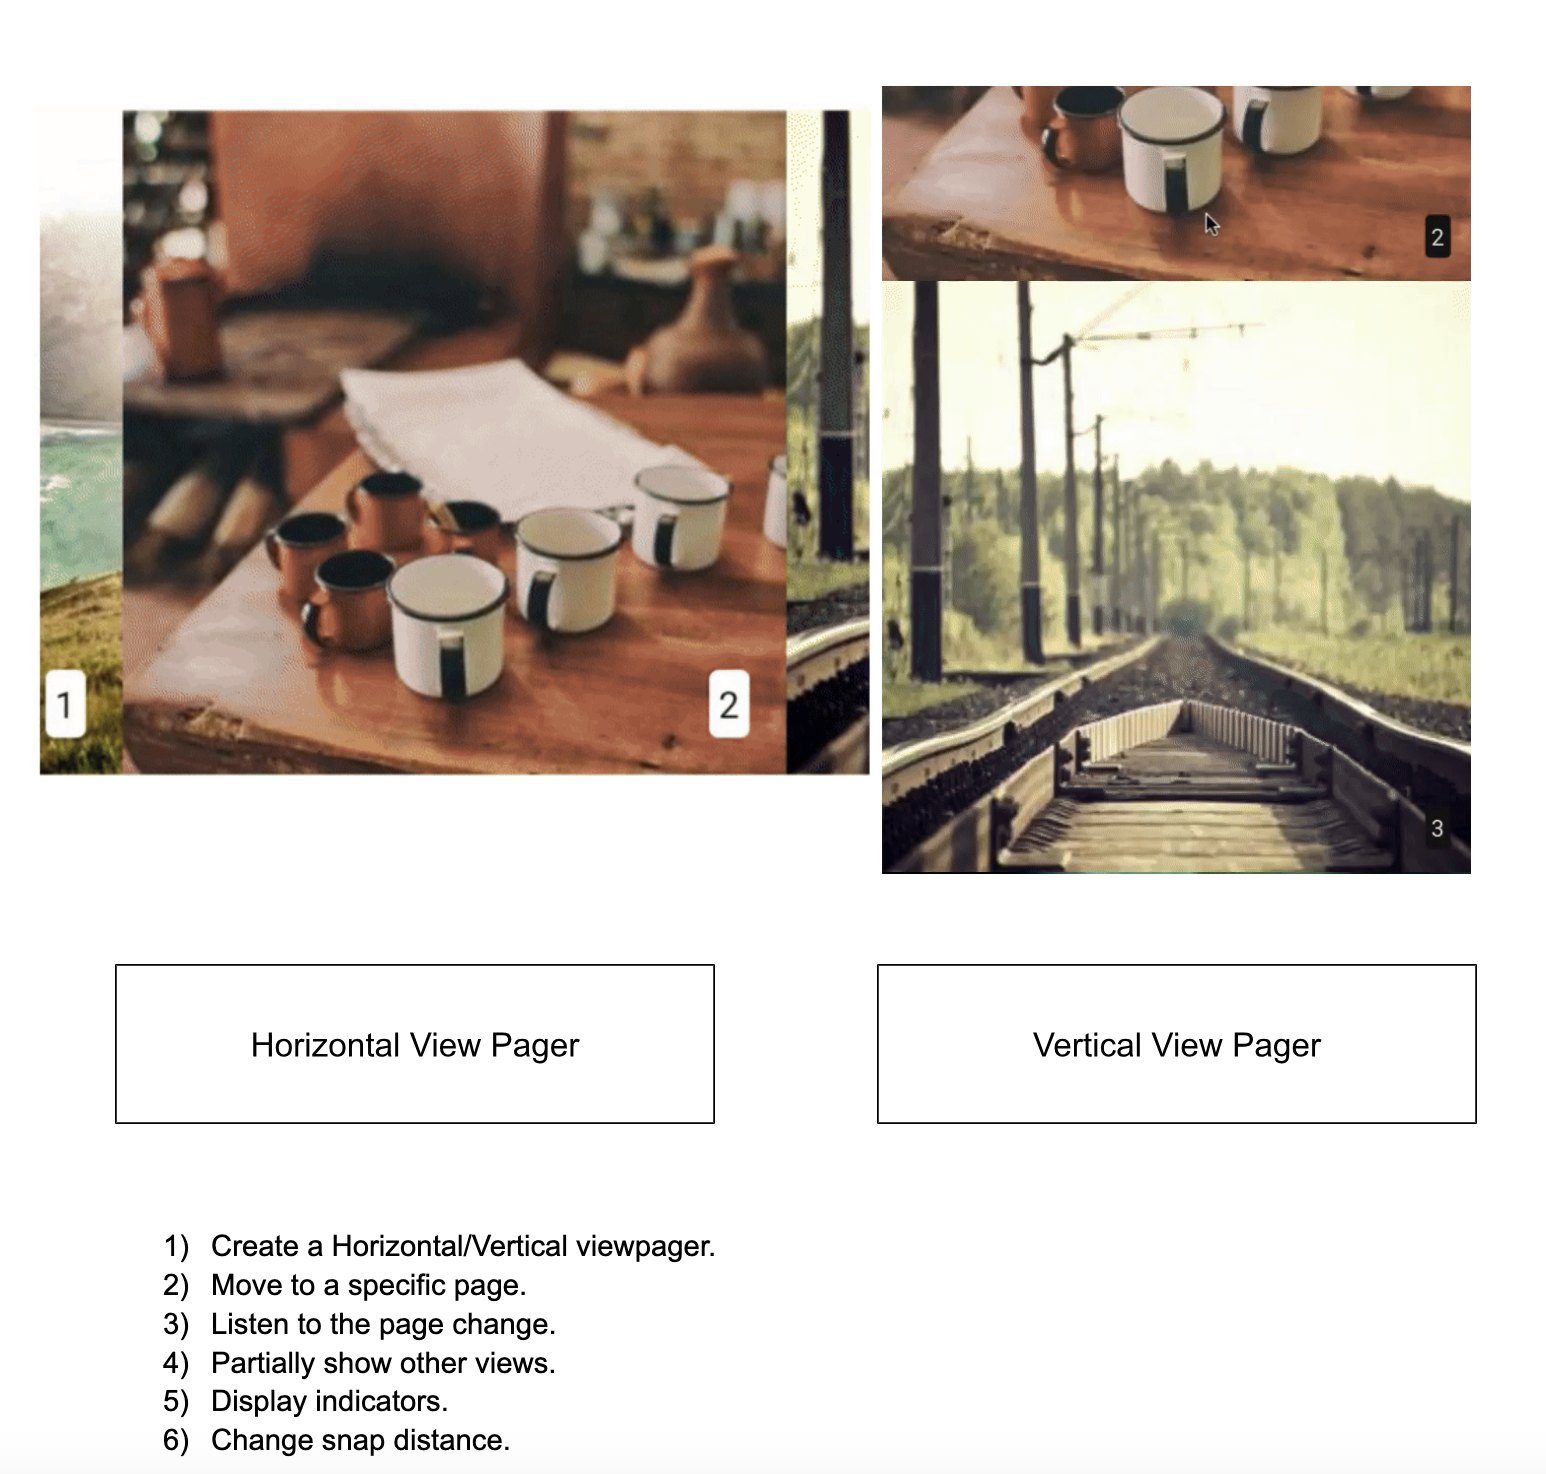 2
1
2
3
Horizontal View Pager
Vertical View Pager
1) Create a Horizontal/Vertical viewpager.
2) Move to a specific page.
3) Listen to the page change.
4) Partially show other views.
5) Display indicators.
6) Change snap distance.